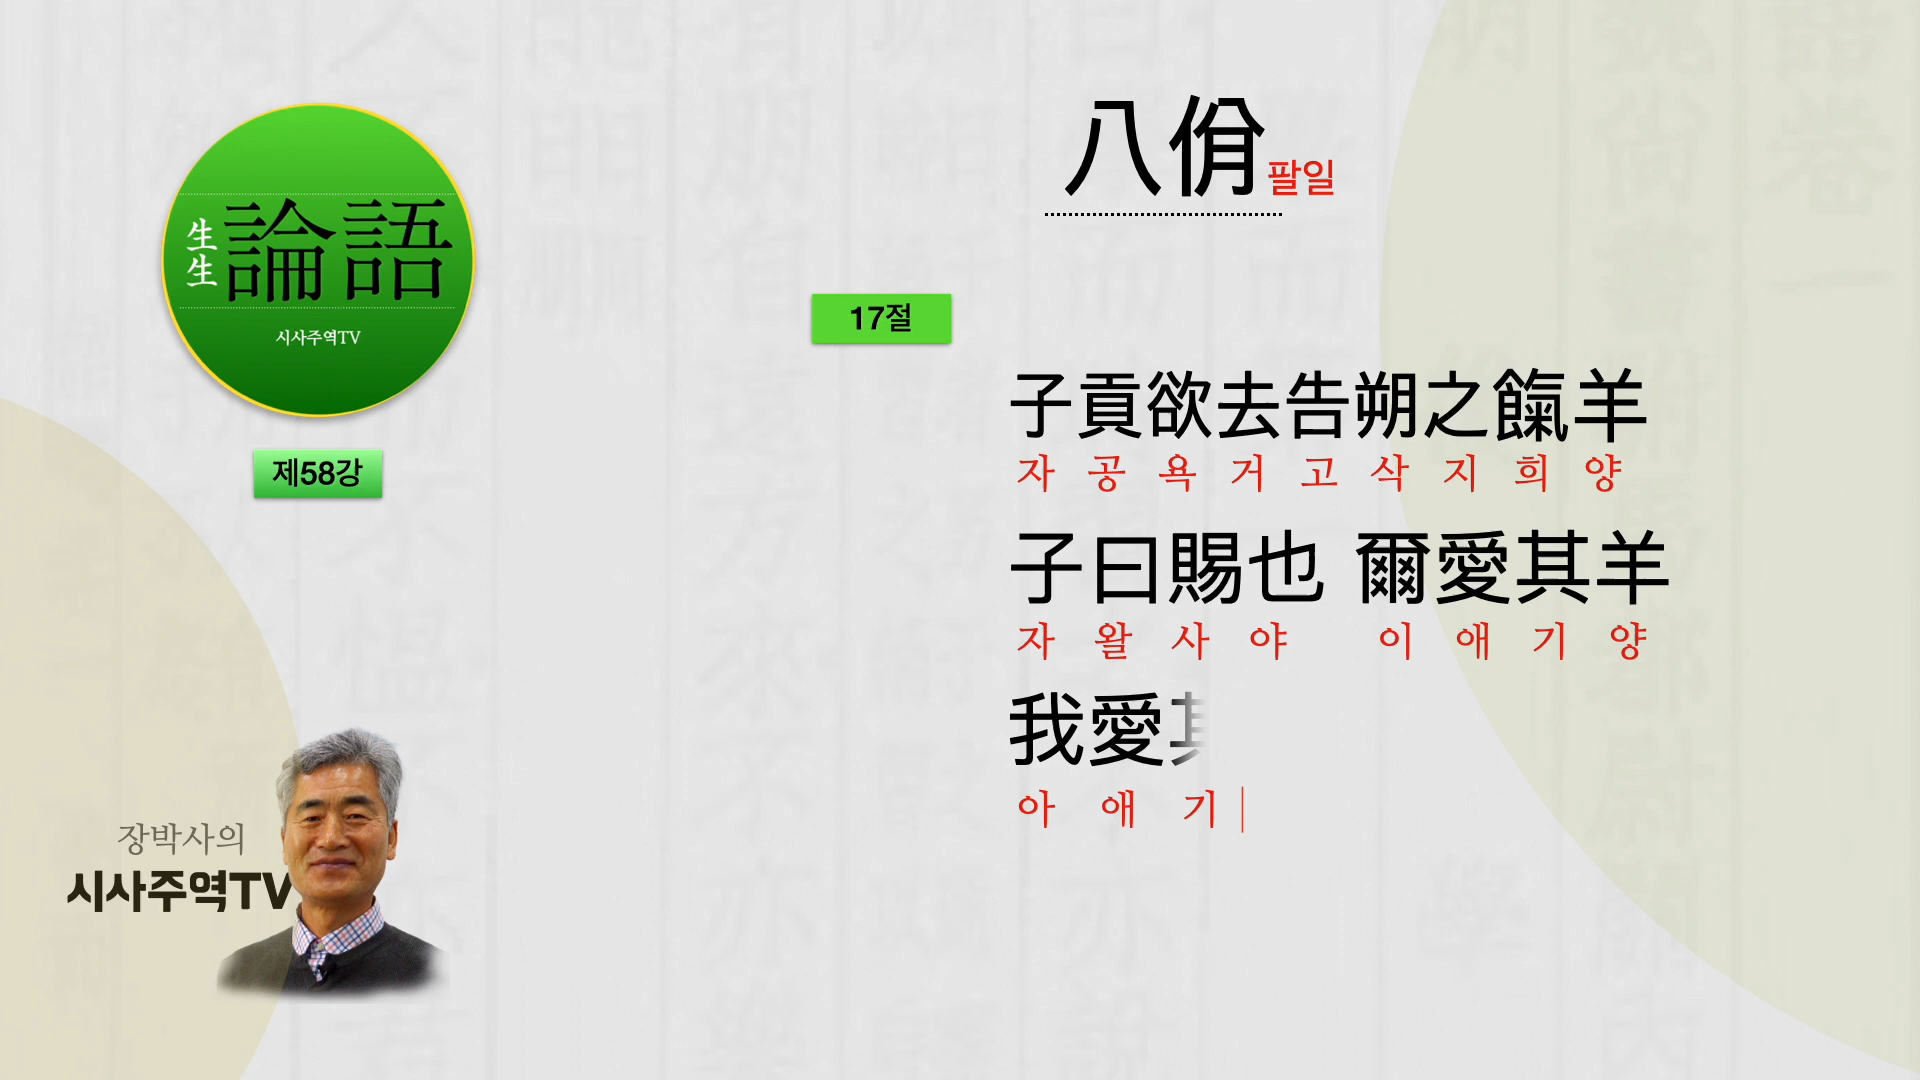 生生 論語
시사주역TV
제58강
장박사의
시사주역TV
八佾팔일
17절
子貢欲去告朔之餼羊
자 공 욕 거 고 삭 지 희 양
子曰賜也 爾愛其羊
자 왈 사 야 이 애 기 양
我愛其
아 애 기